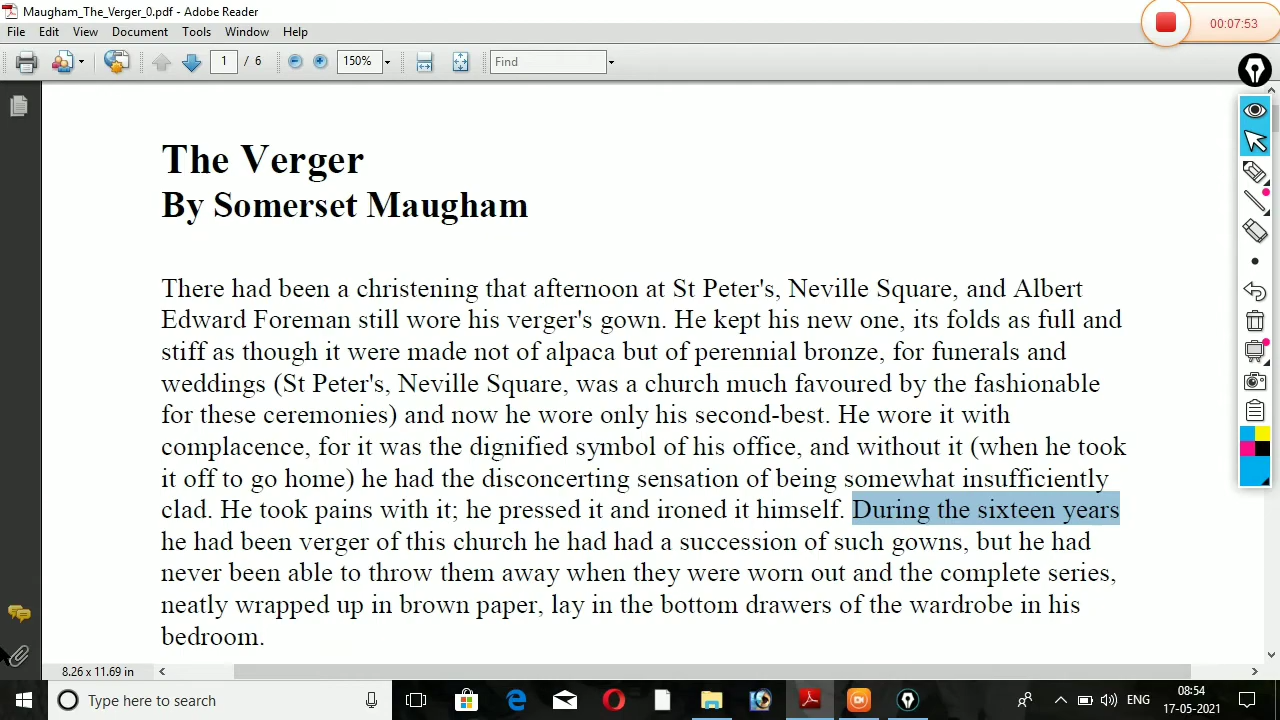 Maugham_The_Verger_0.pdf - Adobe Reader
00:07:53
File Edit View Document Tools Window Help
1 / 6 150% Find
The Verger
By Somerset Maugham
There had been a christening that afternoon at St Peter's, Neville Square, and Albert
Edward Foreman still wore his verger's gown. He kept his new one, its folds as full and
stiff as though it were made not of alpaca but of perennial bronze, for funerals and
weddings (St Peter's, Neville Square, was a church much favoured by the fashionable
for these ceremonies) and now he wore only his second-best. He wore it with
complacence, for it was the dignified symbol of his office, and without it (when he took
it off to go home) he had the disconcerting sensation of being somewhat insufficiently
clad. He took pains with it; he pressed it and ironed it himself. During the sixteen years
he had been verger of this church he had had a succession of such gowns, but he had
never been able to throw them away when they were worn out and the complete series,
neatly wrapped up in brown paper, lay in the bottom drawers of the wardrobe in his
bedroom.
8.26 x 11.69 in
Type here to search
ENG
08:54
17-05-2021